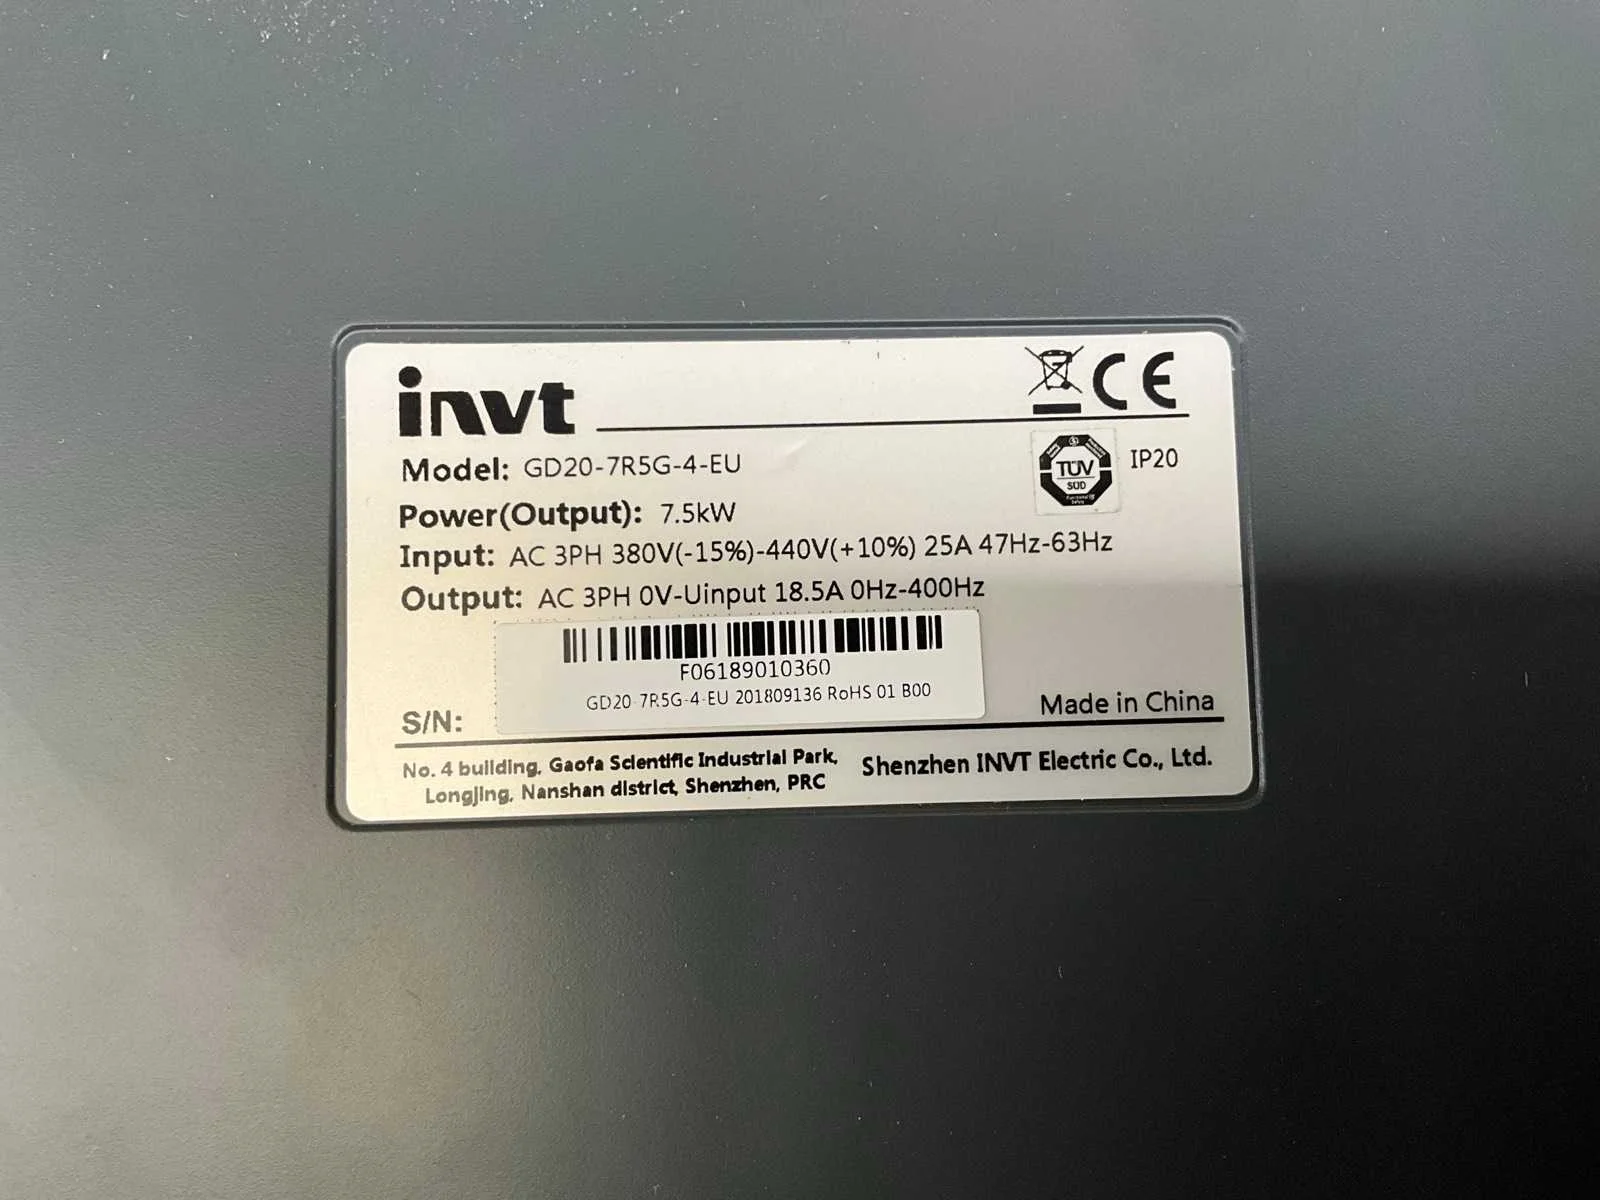 invt
CE
TÜV
SÜD
IP20
Model: GD20-7R5G-4-EU
Power(Output): 7.5kW
Input: AC 3PH 380V(-15%)-440V(+10%) 25A 47Hz-63Hz
Output: AC 3PH 0V-Uinput 18.5A 0Hz-400Hz
F06189010360
GD20-7R5G-4-EU 201809136 RoHS 01 B00
S/N:
Made in China
No. 4 building, Gaofa Scientific Industrial Park,
Longjing, Nanshan district, Shenzhen, PRC
Shenzhen INVT Electric Co., Ltd.